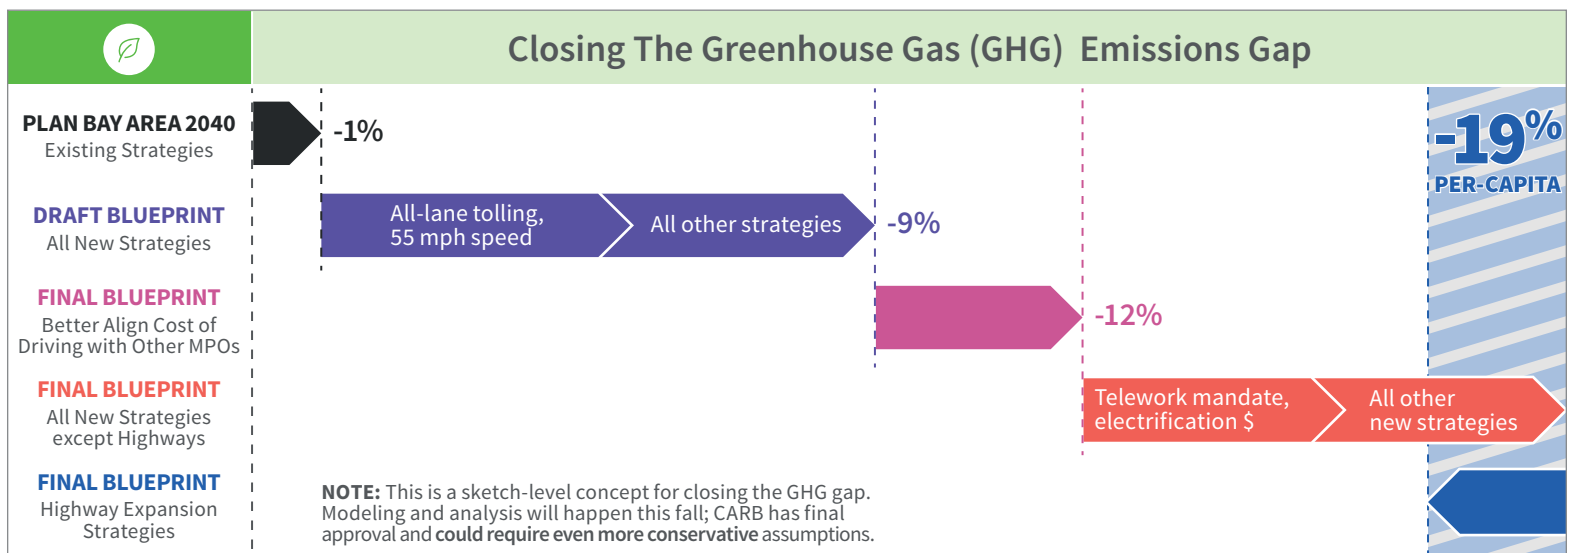 Closing The Greenhouse Gas (GHG) Emissions Gap
PLAN BAY AREA 2040
Existing Strategies
-1%
-19%
PER-CAPITA
DRAFT BLUEPRINT
All New Strategies
All-lane tolling,
55 mph speed
All other strategies
-9%
FINAL BLUEPRINT
Better Align Cost of
Driving with Other MPOs
-12%
FINAL BLUEPRINT
All New Strategies
except Highways
Telework mandate,
electrification $
All other
new strategies
FINAL BLUEPRINT
Highway Expansion
Strategies
NOTE: This is a sketch-level concept for closing the GHG gap.
Modeling and analysis will happen this fall; CARB has final
approval and could require even more conservative assumptions.